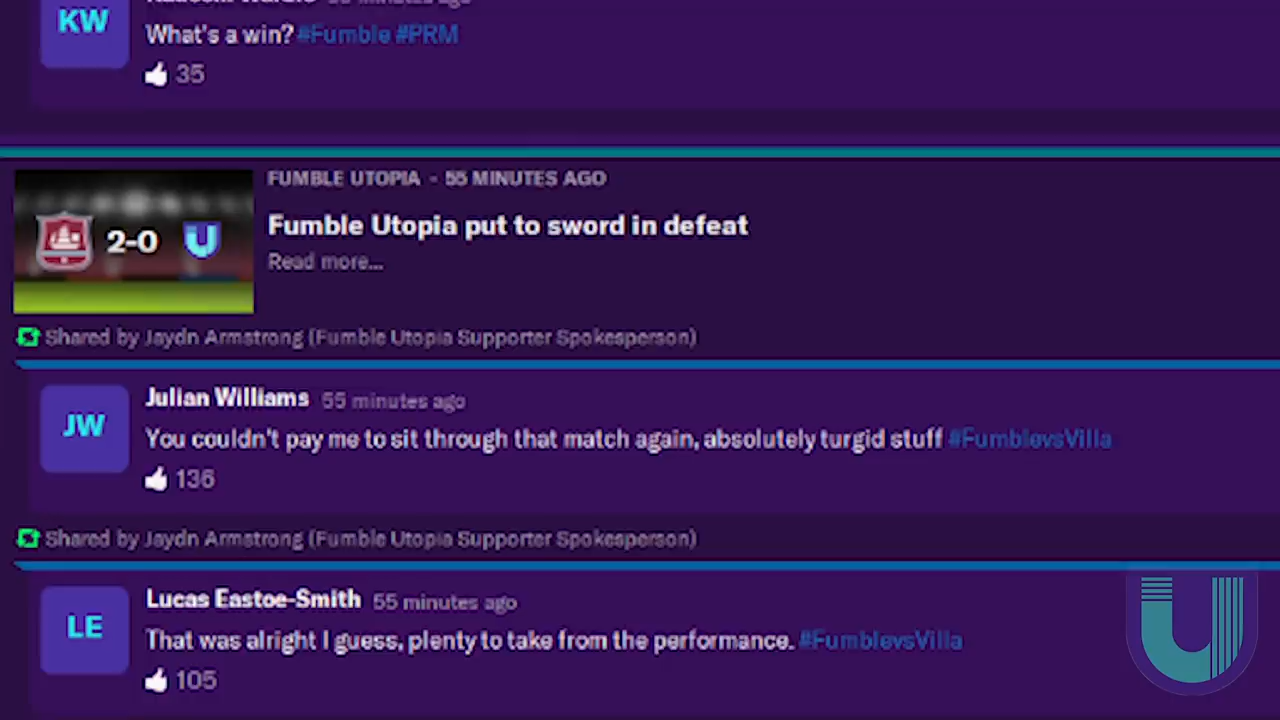 KW
What's a win? #Fumble #PRM
35
FUMBLE UTOPIA - 55 MINUTES AGO
2-0
Fumble Utopia put to sword in defeat
Read more...
Shared by Jaydn Armstrong (Fumble Utopia Supporter Spokesperson)
JW
Julian Williams 55 minutes ago
You couldn't pay me to sit through that match again, absolutely turgid stuff #FumblevsVilla
136
Shared by Jaydn Armstrong (Fumble Utopia Supporter Spokesperson)
LE
Lucas Eastoe-Smith 55 minutes ago
That was alright I guess, plenty to take from the performance. #FumblevsVilla
105